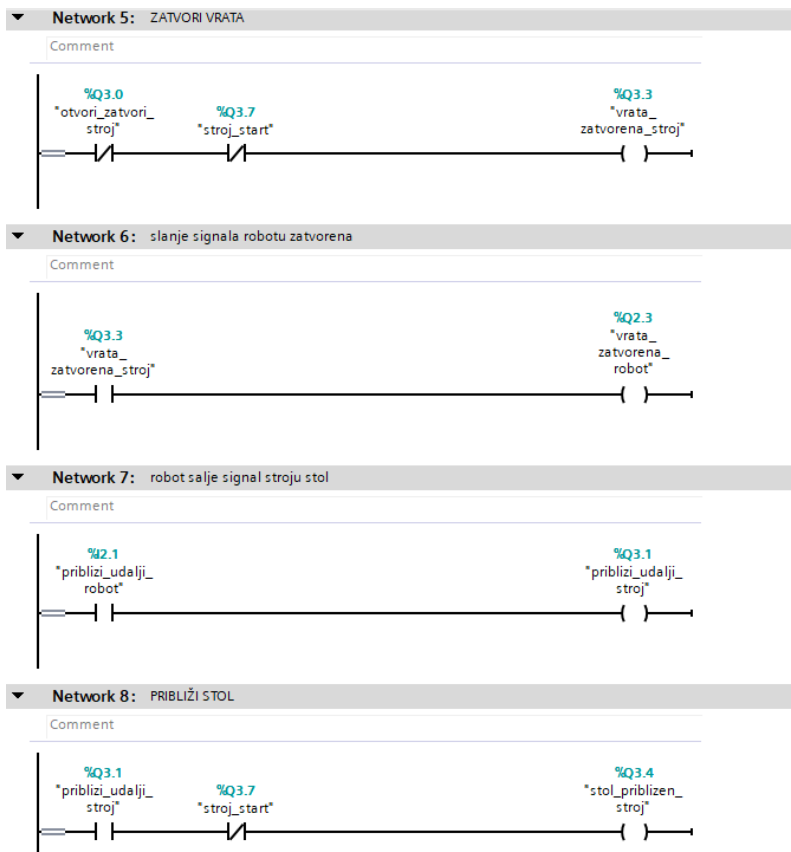 Network 5: ZATVORI VRATA
Comment
%Q3.0
"otvori_zatvori_
stroj"
%Q3.7
"stroj_start"
%Q3.3
"vrata_
zatvorena_stroj"
Network 6: slanje signala robotu zatvorena
Comment
%Q3.3
"vrata_
zatvorena_stroj"
%Q2.3
"vrata_
zatvorena_
robot"
Network 7: robot salje signal stroju stol
Comment
%I2.1
"priblizi_udalji_
robot"
%Q3.1
"priblizi_udalji_
stroj"
Network 8: PRIBLIŽI STOL
Comment
%Q3.1
"priblizi_udalji_
stroj"
%Q3.7
"stroj_start"
%Q3.4
"stol_priblizen_
stroj"